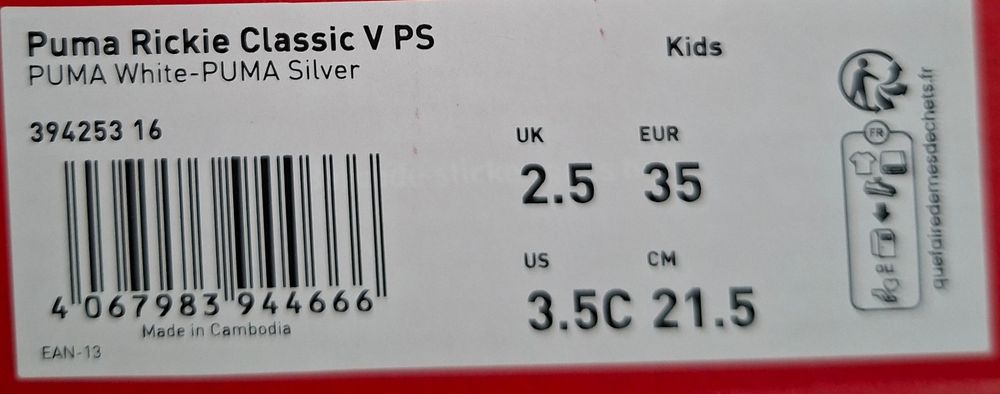 Puma Rickie Classic V PS
PUMA White-PUMA Silver
Kids
394253 16
UK EUR
2.5 35
US CM
3.5C 21.5
4 067983 944666
Made in Cambodia
EAN-13
FR
quefairedemesdechets.fr